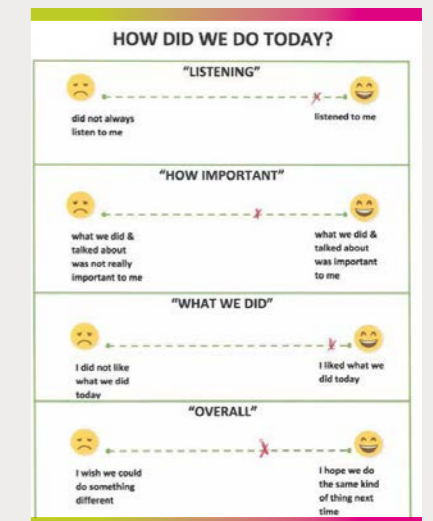 HOW DID WE DO TODAY?
"LISTENING"
did not always
listen to me
listened to me
"HOW IMPORTANT"
what we did &
talked about
was not really
important to me
what we did &
talked about
was important
to me
"WHAT WE DID"
I did not like
what we did
today
I liked what we
did today
"OVERALL"
I wish we could
do something
different
I hope we do
the same kind
of thing next
time